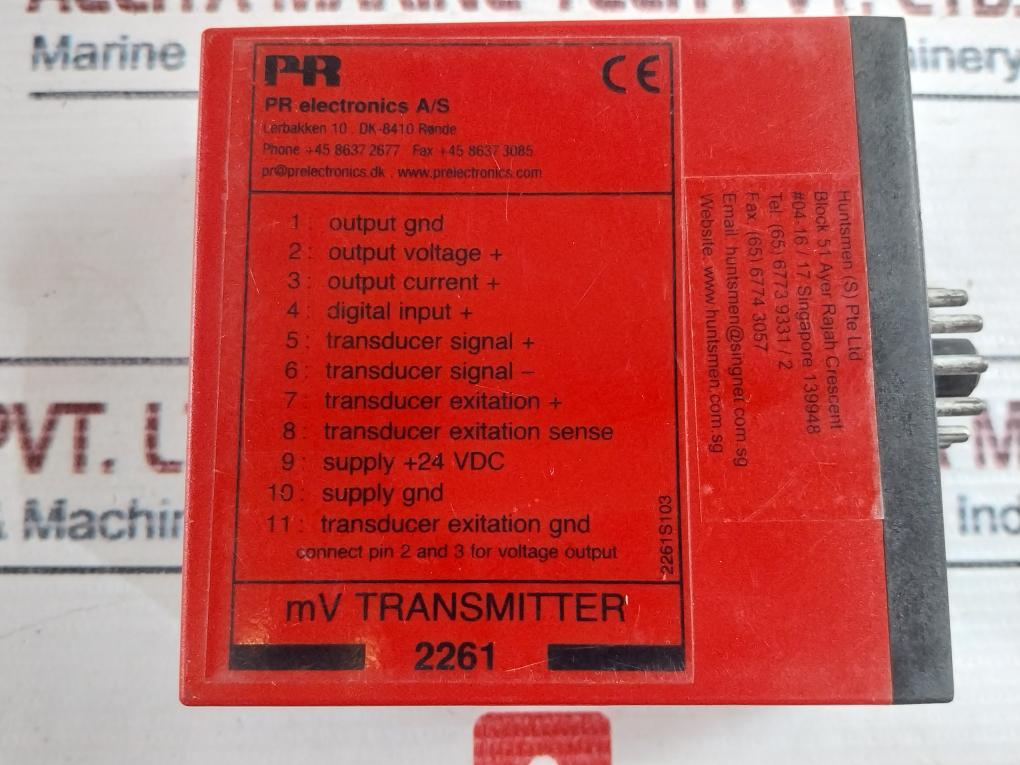 Marine
PVT. L
& Machin
ind
PR
CE
PR electronics A/S
Lerbakken 10 . DK-8410 Rønde
Phone +45 8637 2677 Fax +45 8637 3085
pr@prelectronics.dk . www.prelectronics.com
1 : output gnd
2 : output voltage +
3 : output current +
4 : digital input +
5 : transducer signal +
6 : transducer signal –
7 : transducer exitation +
8 : transducer exitation sense
9 : supply +24 VDC
10 : supply gnd
11 : transducer exitation gnd
connect pin 2 and 3 for voltage output
2261S103
mV TRANSMITTER
2261
Huntsmen (S) Pte Ltd
Block 51 Ayer Rajah Crescent
#04-16 / 17 Singapore 139948
Tel: (65) 6773 9331 / 2
Fax: (65) 6774 3057
Email: huntsmen@singnet.com.sg
Website: www.huntsmen.com.sg